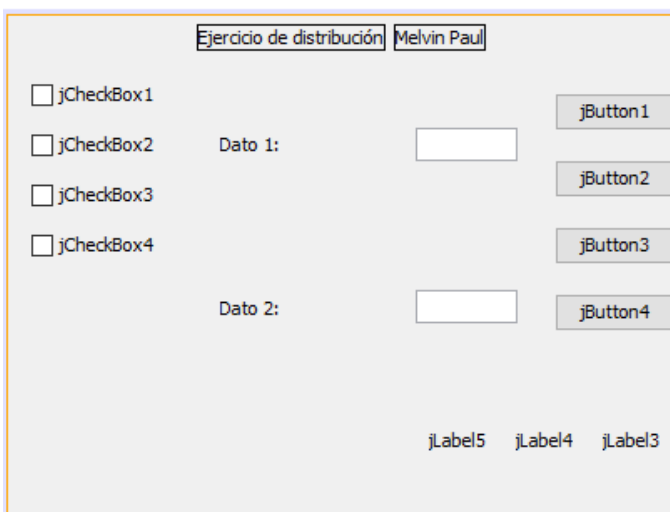 Ejercicio de distribución Melvin Paul
jCheckBox1
jButton1
jCheckBox2 Dato 1:
jButton2
jCheckBox3
jCheckBox4 jButton3
Dato 2: jButton4
jLabel5 jLabel4 jLabel3